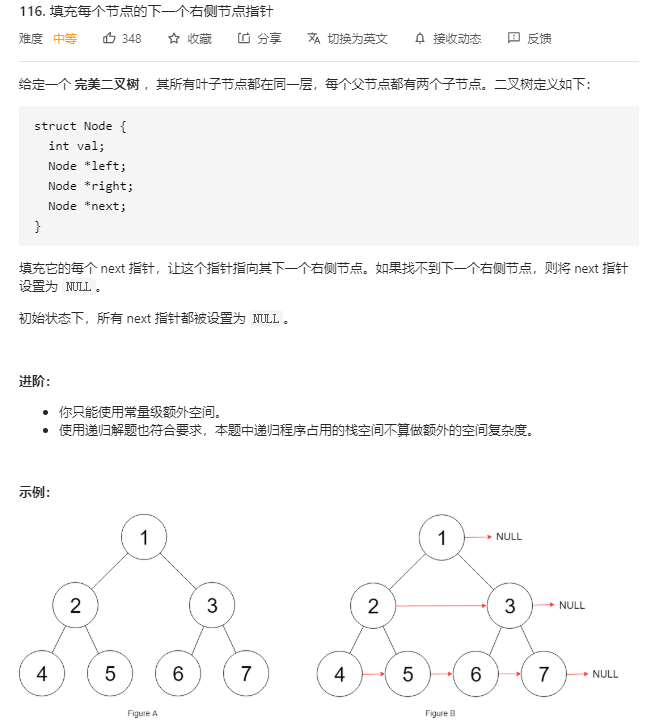 116. 填充每个节点的下一个右侧节点指针
难度 中等 348 收藏 分享 切换为英文 接收动态 反馈
给定一个 完美二叉树 ，其所有叶子节点都在同一层，每个父节点都有两个子节点。二叉树定义如下：
struct Node {
int val;
Node *left;
Node *right;
Node *next;
}
填充它的每个 next 指针，让这个指针指向其下一个右侧节点。如果找不到下一个右侧节点，则将 next 指针
设置为 NULL 。
初始状态下，所有 next 指针都被设置为 NULL 。
进阶：
• 你只能使用常量级额外空间。
• 使用递归解题也符合要求，本题中递归程序占用的栈空间不算做额外的空间复杂度。
示例：
1 1 NULL
2 3 2 3 NULL
4 5 6 7 4 5 6 7 NULL
Figure A Figure B